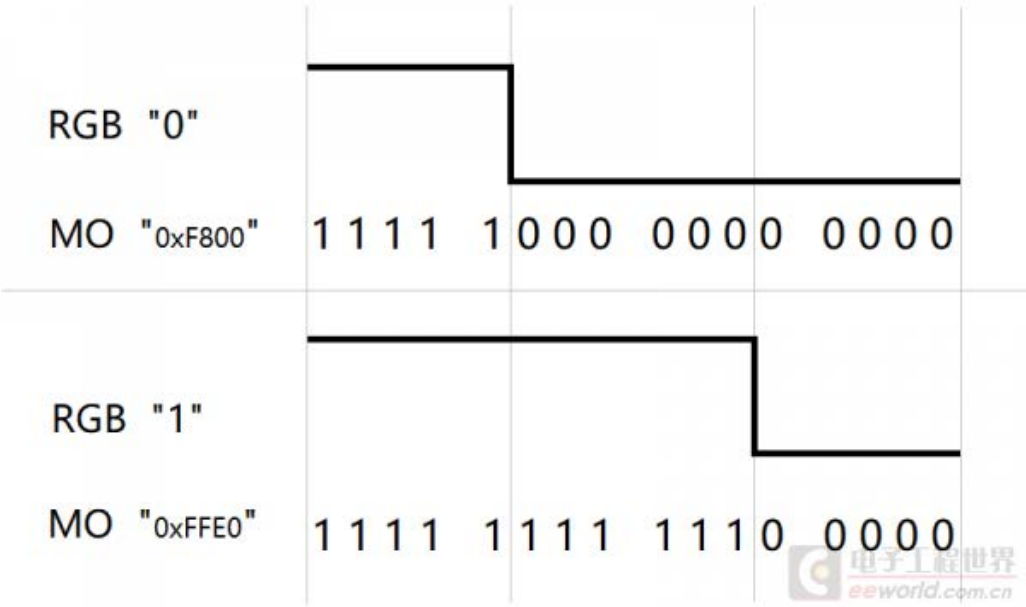 RGB "0"
MO "0xF800" 1111 1000 0000 0000
RGB "1"
MO "0xFFE0" 1111 1111 1110 0000
电子工程世界
eeworld.com.cn